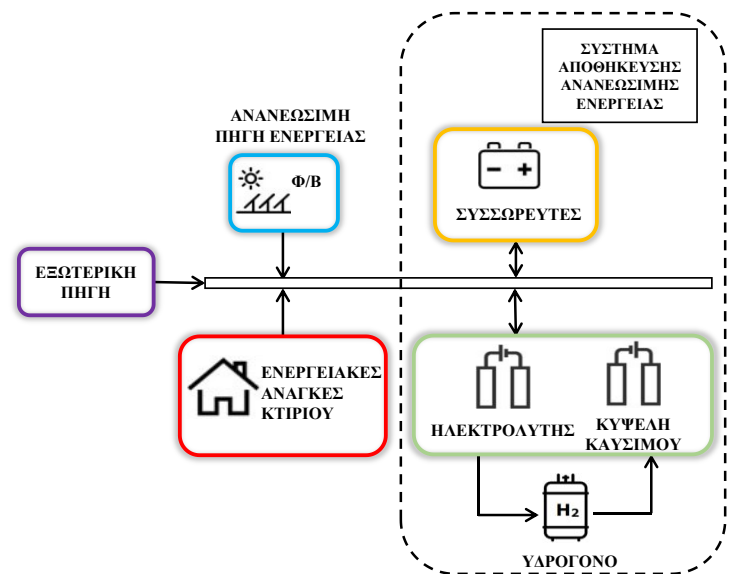 ΣΥΣΤΗΜΑ
ΑΠΟΘΗΚΕΥΣΗΣ
ΑΝΑΝΕΩΣΙΜΗΣ
ΕΝΕΡΓΕΙΑΣ
ΑΝΑΝΕΩΣΙΜΗ
ΠΗΓΗ ΕΝΕΡΓΕΙΑΣ
Φ/Β
- +
ΣΥΣΣΩΡΕΥΤΕΣ
ΕΞΩΤΕΡΙΚΗ
ΠΗΓΗ
ΕΝΕΡΓΕΙΑΚΕΣ
ΑΝΑΓΚΕΣ
ΚΤΙΡΙΟΥ
ΗΛΕΚΤΡΟΛΥΤΗΣ
ΚΥΨΕΛΗ
ΚΑΥΣΙΜΟΥ
H₂
ΥΔΡΟΓΟΝΟ